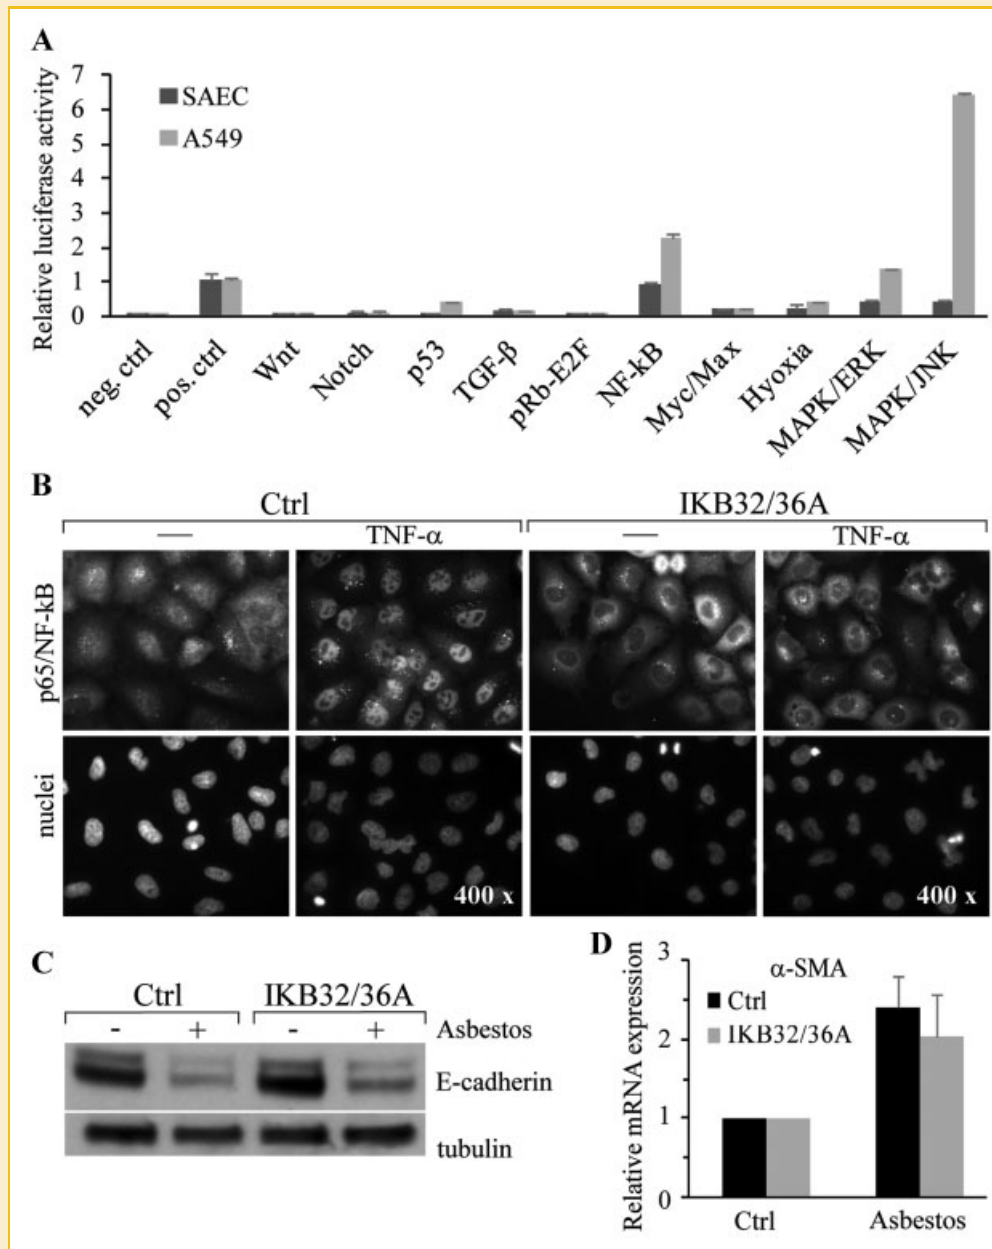 A
Relative luciferase activity
7
6
5
4
3
2
1
0
SAEC
A549
neg. ctrl
pos. ctrl
Wnt
Notch
p53
TGF-β
pRb-E2F
NF-kB
Myc/Max
Hyoxia
MAPK/ERK
MAPK/JNK
B
Ctrl
IKB32/36A
— TNF-α — TNF-α
p65/NF-kB
nuclei
400 x
400 x
C
Ctrl
IKB32/36A
- + - + Asbestos
E-cadherin
tubulin
D
Relative mRNA expression
3
2
1
0
α-SMA
Ctrl
IKB32/36A
Ctrl
Asbestos